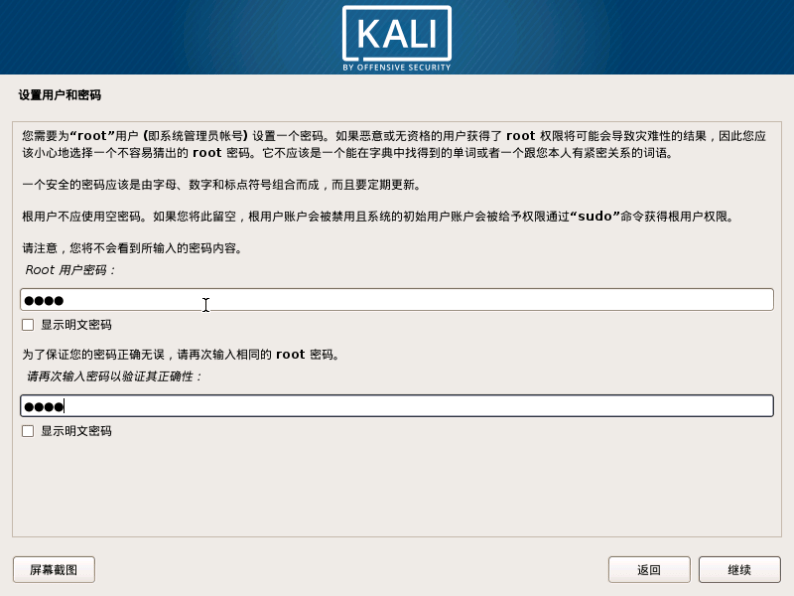 KALI
BY OFFENSIVE SECURITY
设置用户和密码
您需要为“root”用户 (即系统管理员帐号) 设置一个密码。如果恶意或无资格的用户获得了 root 权限将可能会导致灾难性的结果，因此您应
该小心地选择一个不容易猜出的 root 密码。它不应该是一个能在字典中找得到的单词或者一个跟您本人有紧密关系的词语。
一个安全的密码应该是由字母、数字和标点符号组合而成，而且要定期更新。
根用户不应使用空密码。如果您将此留空，根用户账户会被禁用且系统的初始用户账户会被给予权限通过“sudo”命令获得根用户权限。
请注意，您将不会看到所输入的密码内容。
Root 用户密码：
●●●●
显示明文密码
为了保证您的密码正确无误，请再次输入相同的 root 密码。
请再次输入密码以验证其正确性：
●●●●
显示明文密码
屏幕截图 返回 继续